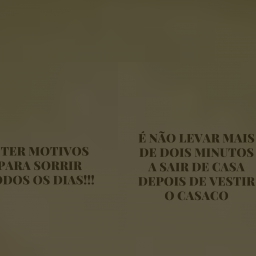 TER MOTIVOS
PARA SORRIR
ODOS OS DIAS!!!
É NÃO LEVAR MAIS
DE DOIS MINUTOS
A SAIR DE CASA
DEPOIS DE VESTIR
O CASACO